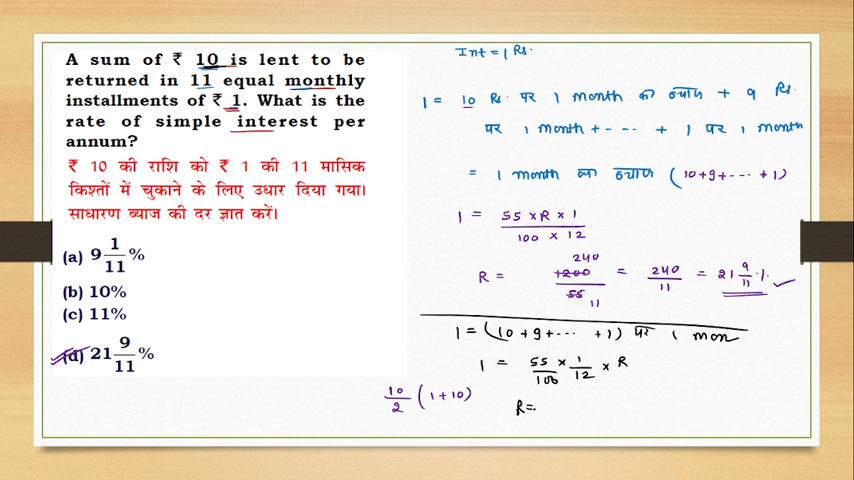 A sum of ₹ 10 is lent to be
returned in 11 equal monthly
installments of ₹ 1. What is the
rate of simple interest per
annum?
₹ 10 की राशि को ₹ 1 की 11 मासिक
किश्तों में चुकाने के लिए उधार दिया गया।
साधारण ब्याज की दर ज्ञात करें।
(a) 9 1/11 %
(b) 10%
(c) 11%
(d) 21 9/11 %
Int = 1 Rs.
1 = 10 Rs. पर 1 month का ब्याज + 9 Rs.
पर 1 month + - - - + 1 पर 1 month
= 1 month का ब्याज (10+9+ - - - +1)
1 = 55 × R × 1 / 100 × 12
R = 240 1200 / 55 11 = 240/11 = 21 9/11 %
1 = (10+9+ - - - +1) पर 1 mon
1 = 55/100 × 1/12 × R
10/2 (1+10)
R=